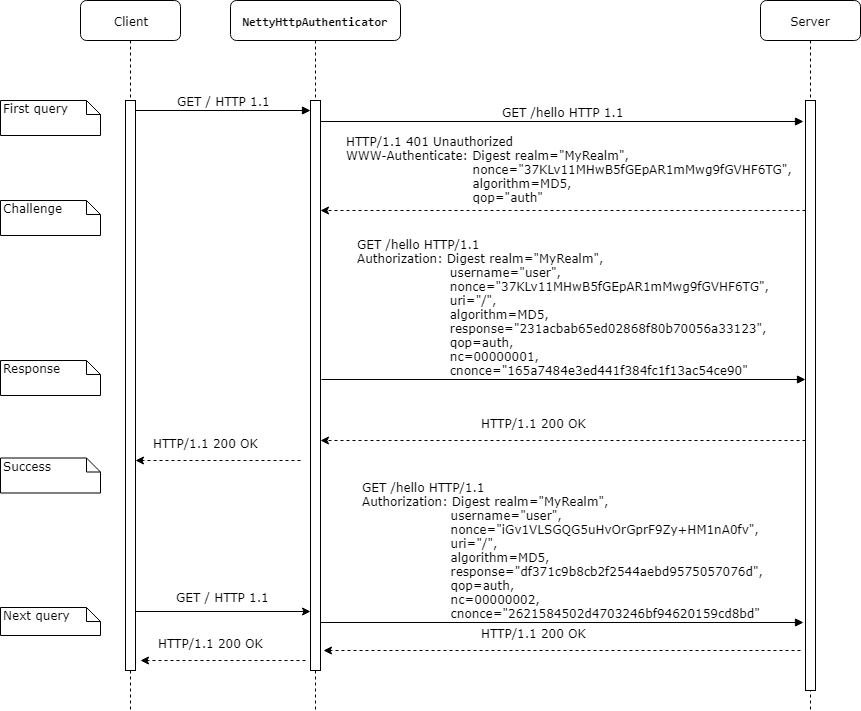 Client
NettyHttpAuthenticator
Server
First query
GET / HTTP 1.1
GET /hello HTTP 1.1
HTTP/1.1 401 Unauthorized
WWW-Authenticate: Digest realm="MyRealm",
nonce="37KLv11MHwB5fGEpAR1mMwg9fGVHF6TG",
algorithm=MD5,
qop="auth"
Challenge
GET /hello HTTP/1.1
Authorization: Digest realm="MyRealm",
username="user",
nonce="37KLv11MHwB5fGEpAR1mMwg9fGVHF6TG",
uri="/",
algorithm=MD5,
response="231acbab65ed02868f80b70056a33123",
qop=auth,
nc=00000001,
cnonce="165a7484e3ed441f384fc1f13ac54ce90"
Response
HTTP/1.1 200 OK
HTTP/1.1 200 OK
Success
GET /hello HTTP/1.1
Authorization: Digest realm="MyRealm",
username="user",
nonce="iGv1VLSGQG5uHvOrGprF9Zy+HM1nA0fv",
uri="/",
algorithm=MD5,
response="df371c9b8cb2f2544aebd9575057076d",
qop=auth,
nc=00000002,
cnonce="2621584502d4703246bf94620159cd8bd"
GET / HTTP 1.1
Next query
HTTP/1.1 200 OK
HTTP/1.1 200 OK